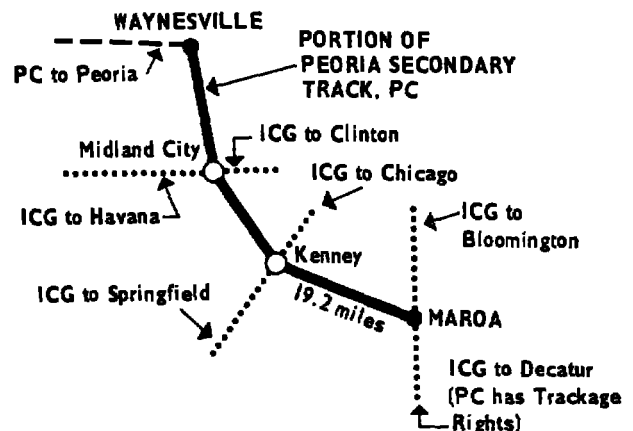 WAYNESVILLE
PORTION OF
PEORIA SECONDARY
TRACK, PC
PC to Peoria
ICG to Clinton
Midland City
ICG to Chicago
ICG to Havana
ICG to
Bloomington
Kenney
ICG to Springfield
19.2 miles
MAROA
ICG to Decatur
(PC has Trackage
Rights)